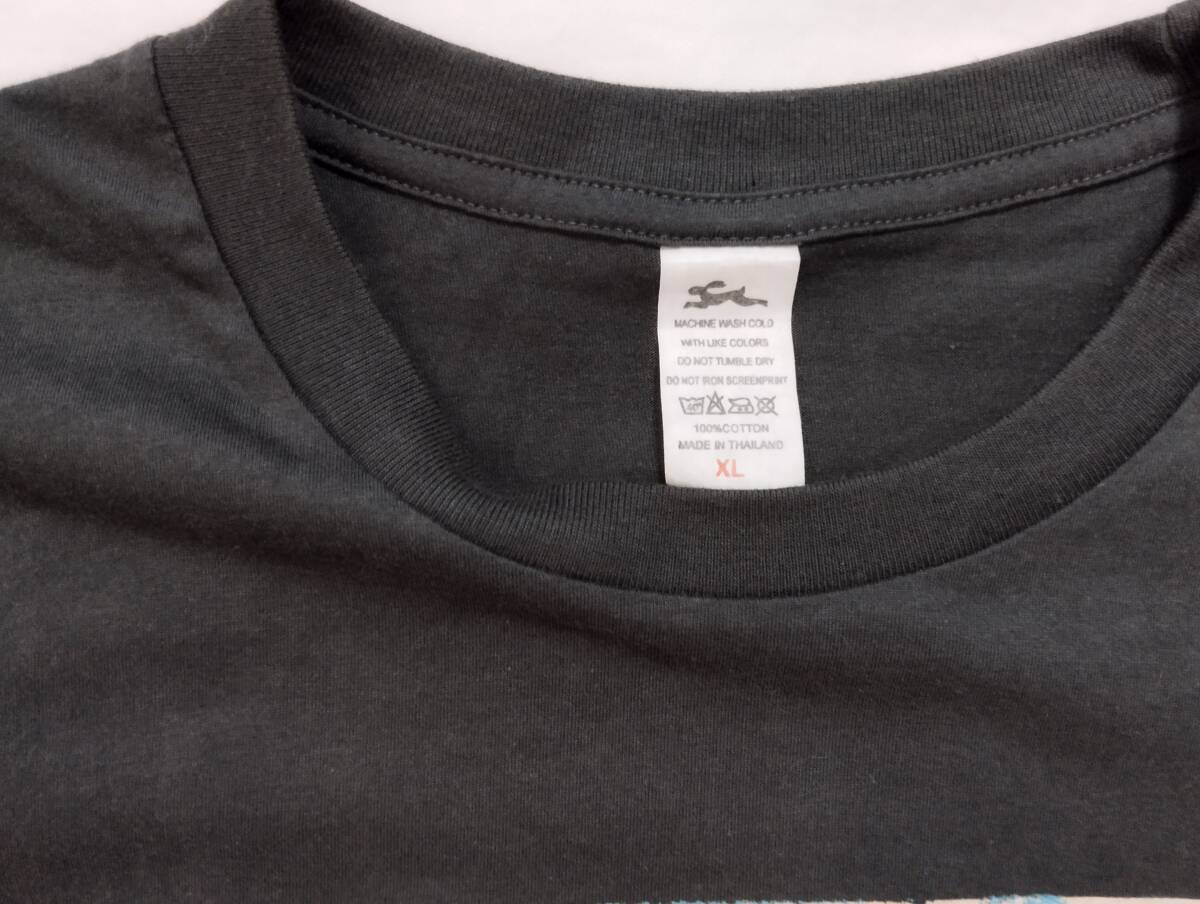 MACHINE WASH COLD
WITH LIKE COLORS
DO NOT TUMBLE DRY
DO NOT IRON SCREENPRINT
40°
100%COTTON
MADE IN THAILAND
XL